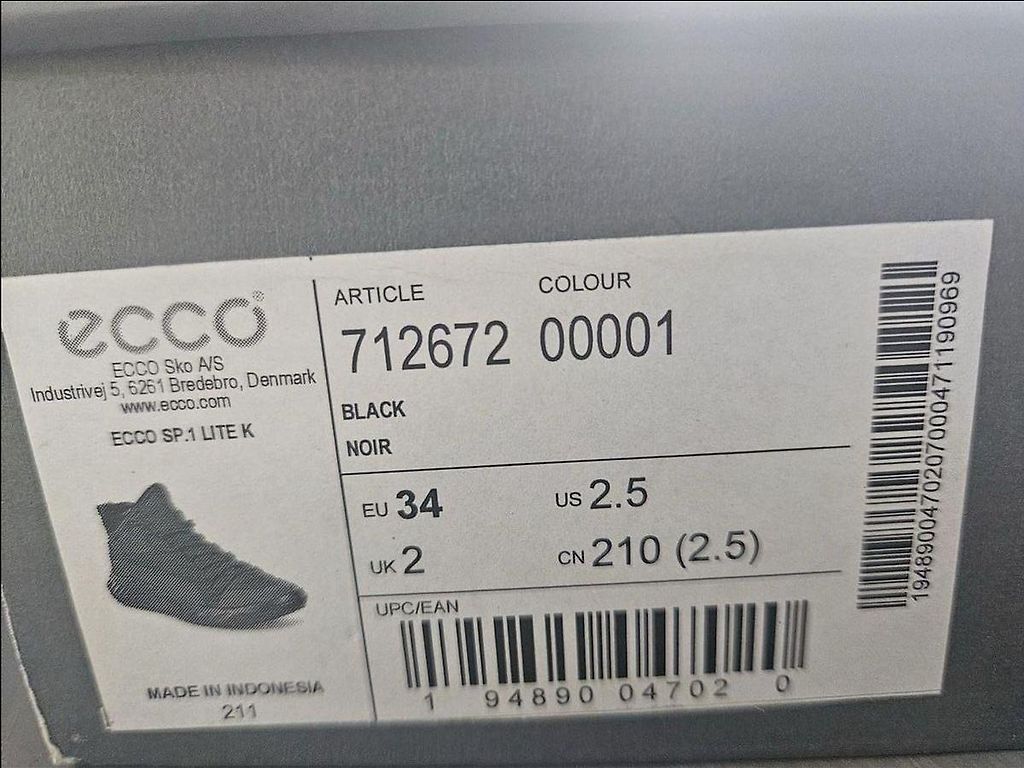 ecco®
ECCO Sko A/S
Industrivej 5, 6261 Bredebro, Denmark
www.ecco.com
ECCO SP.1 LITE K
MADE IN INDONESIA
211
ARTICLE COLOUR
712672 00001
BLACK
NOIR
EU 34 US 2.5
UK 2 CN 210 (2.5)
UPC/EAN
1 94890 04702 0
194890047020700047119096​9